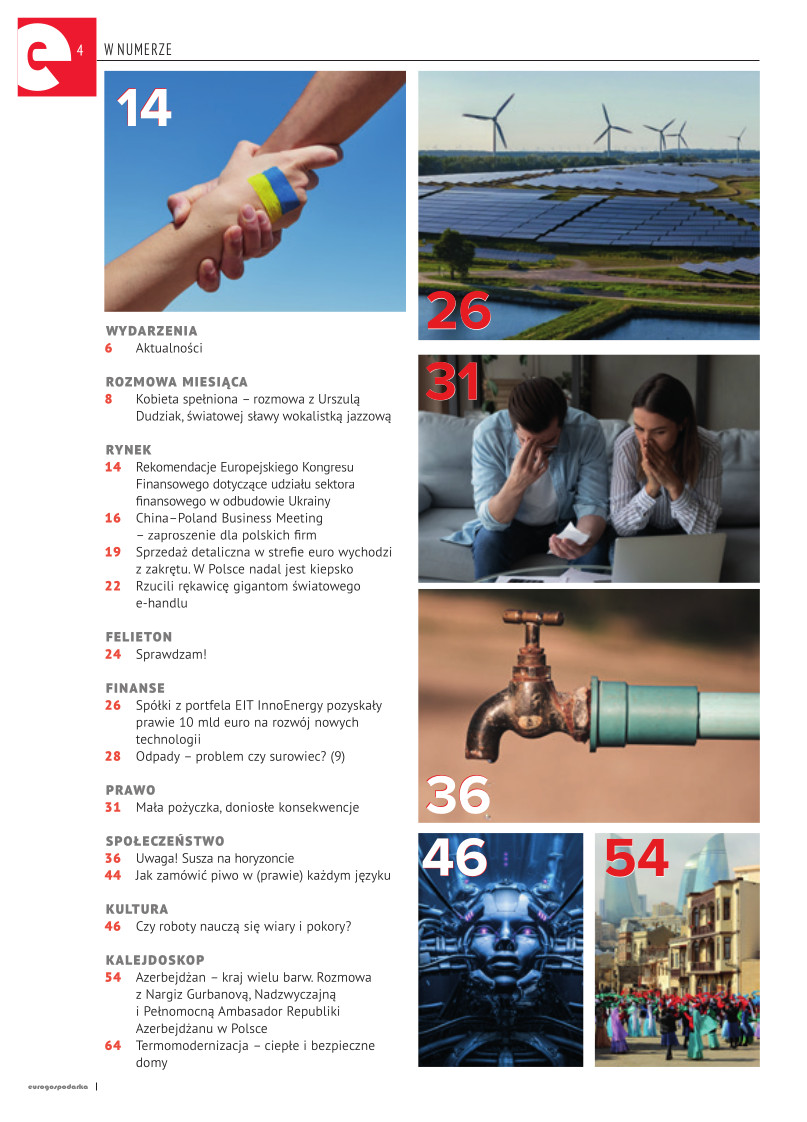 e
4
W NUMERZE
14
26
31
36
46
54
WYDARZENIA
6 Aktualności
ROZMOWA MIESIĄCA
8 Kobieta spełniona – rozmowa z Urszulą
Dudziak, światowej sławy wokalistką jazzową
RYNEK
14 Rekomendacje Europejskiego Kongresu
Finansowego dotyczące udziału sektora
finansowego w odbudowie Ukrainy
16 China–Poland Business Meeting
– zaproszenie dla polskich firm
19 Sprzedaż detaliczna w strefie euro wychodzi
z zakrętu. W Polsce nadal jest kiepsko
22 Rzucili rękawicę gigantom światowego
e-handlu
FELIETON
24 Sprawdzam!
FINANSE
26 Spółki z portfela EIT InnoEnergy pozyskały
prawie 10 mld euro na rozwój nowych
technologii
28 Odpady – problem czy surowiec? (9)
PRAWO
31 Mała pożyczka, doniosłe konsekwencje
SPOŁECZEŃSTWO
36 Uwaga! Susza na horyzoncie
44 Jak zamówić piwo w (prawie) każdym języku
KULTURA
46 Czy roboty nauczą się wiary i pokory?
KALEJDOSKOP
54 Azerbejdżan – kraj wielu barw. Rozmowa
z Nargiz Gurbanovą, Nadzwyczajną
i Pełnomocną Ambasador Republiki
Azerbejdżanu w Polsce
64 Termomodernizacja – ciepłe i bezpieczne
domy
eurogospodarka